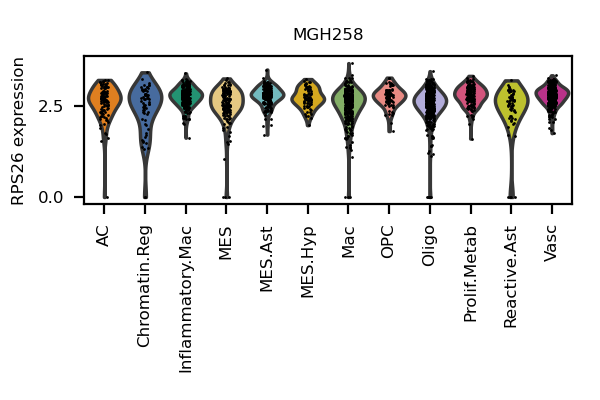 MGH258
RPS26 expression
2.5
0.0
AC
Chromatin.Reg
Inflammatory.Mac
MES
MES.Ast
MES.Hyp
Mac
OPC
Oligo
Prolif.Metab
Reactive.Ast
Vasc